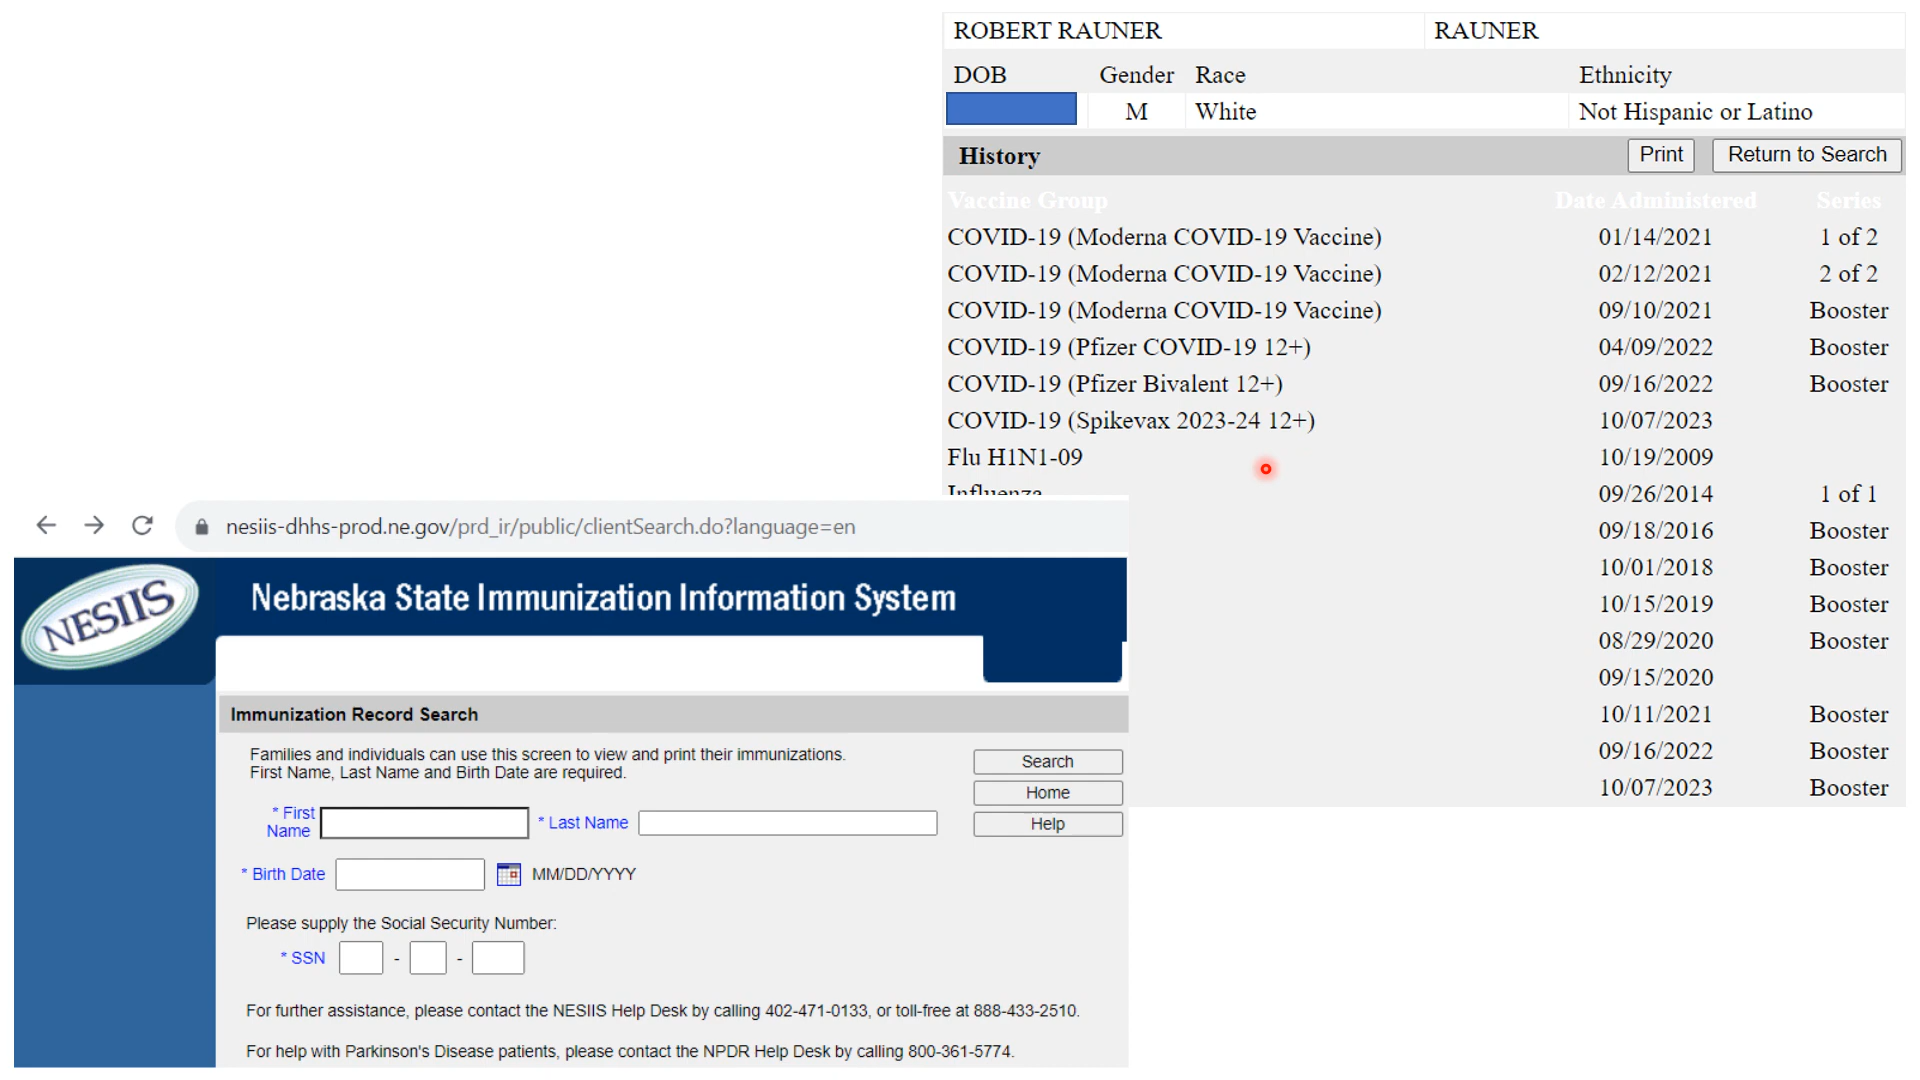 ROBERT RAUNER RAUNER
DOB Gender Race Ethnicity
M White Not Hispanic or Latino
History Print Return to Search
Vaccine Group Date Administered Series
COVID-19 (Moderna COVID-19 Vaccine) 01/14/2021 1 of 2
COVID-19 (Moderna COVID-19 Vaccine) 02/12/2021 2 of 2
COVID-19 (Moderna COVID-19 Vaccine) 09/10/2021 Booster
COVID-19 (Pfizer COVID-19 12+) 04/09/2022 Booster
COVID-19 (Pfizer Bivalent 12+) 09/16/2022 Booster
COVID-19 (Spikevax 2023-24 12+) 10/07/2023
Flu H1N1-09 10/19/2009
Influenza 09/26/2014 1 of 1
09/18/2016 Booster
10/01/2018 Booster
10/15/2019 Booster
08/29/2020 Booster
09/15/2020
10/11/2021 Booster
09/16/2022 Booster
10/07/2023 Booster
nesiis-dhhs-prod.ne.gov/prd_ir/public/clientSearch.do?language=en
NESIIS
Nebraska State Immunization Information System
Immunization Record Search
Families and individuals can use this screen to view and print their immunizations.
First Name, Last Name and Birth Date are required.
Search
Home
Help
* First
Name
* Last Name
* Birth Date MM/DD/YYYY
Please supply the Social Security Number:
* SSN - -
For further assistance, please contact the NESIIS Help Desk by calling 402-471-0133, or toll-free at 888-433-2510.
For help with Parkinson's Disease patients, please contact the NPDR Help Desk by calling 800-361-5774.